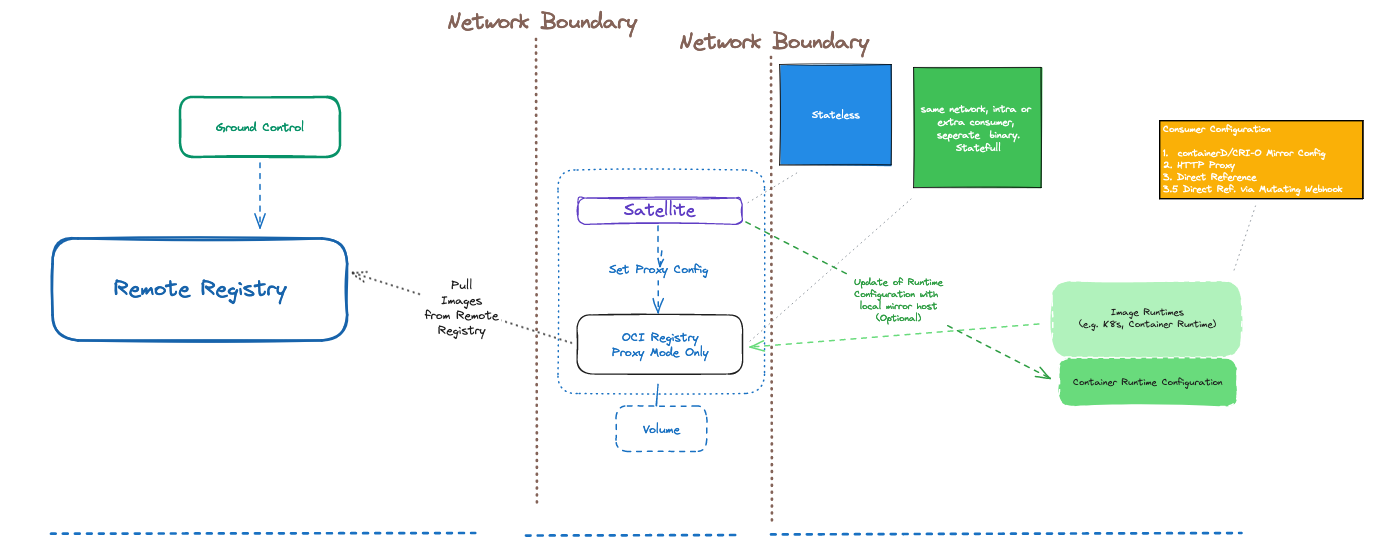 Network Boundary
Network Boundary
Ground Control
Remote Registry
Pull
Images
from Remote
Registry
Satellite
Set Proxy Config
OCI Registry
Proxy Mode Only
Volume
Stateless
same network, intra or
extra consumer,
seperate binary.
Statefull
Update of Runtime
Configuration with
local mirror host
(Optional)
Consumer Configuration
1. containerD/CRI-O Mirror Config
2. HTTP Proxy
3. Direct Reference
3.5 Direct Ref. via Mutating Webhook
Image Runtimes
(e.g. K8's, Container Runtime)
Container Runtime Configuration